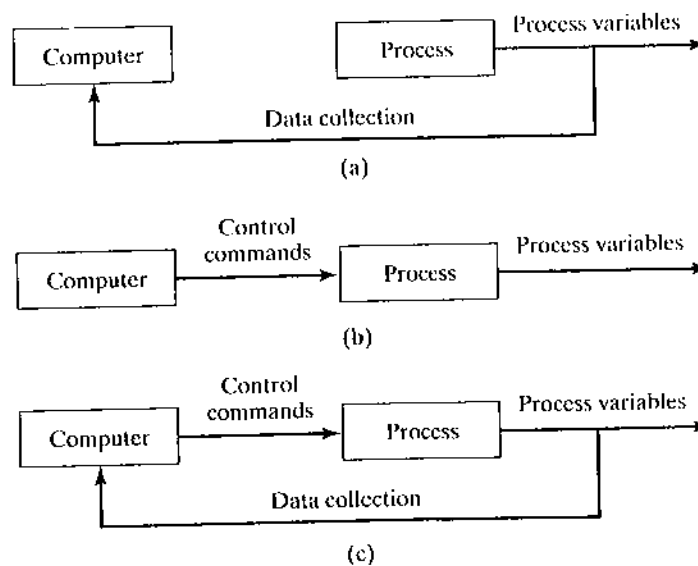 Process variables
Computer
Process
Data collection
(a)
Control
commands
Process variables
Computer
Process
(b)
Control
commands
Process variables
Computer
Process
Data collection
(c)